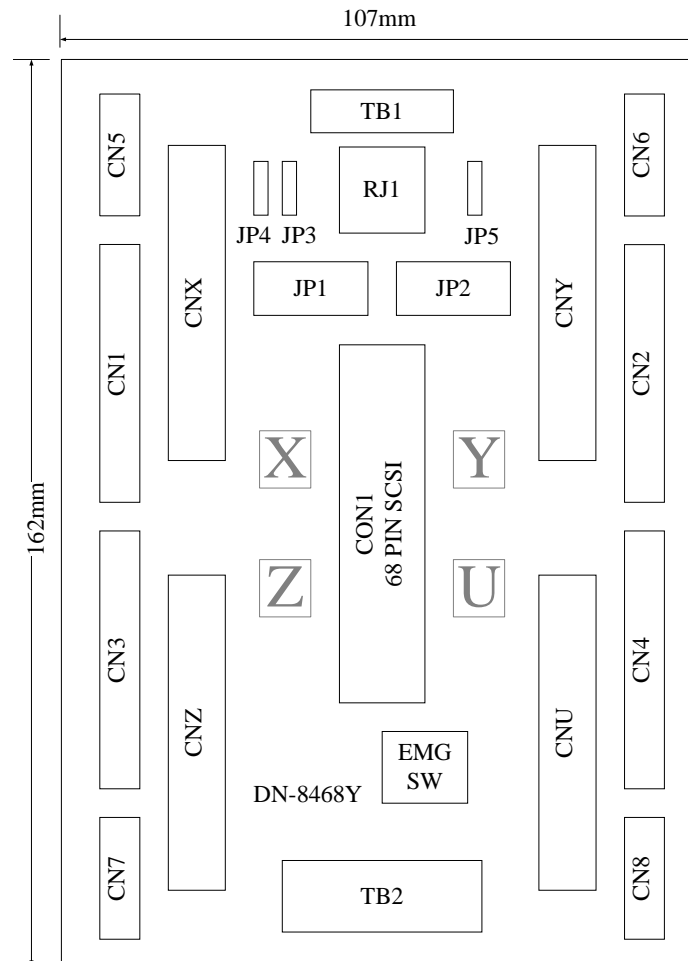 107mm
TB1
CN5
CN6
RJ1
JP4
JP3
JP5
CNX
CNY
JP1
JP2
CN1
CN2
X
Y
162mm
CON1
68 PIN SCSI
Z
U
CN3
CN4
CNZ
CNU
EMG
SW
DN-8468Y
CN7
CN8
TB2